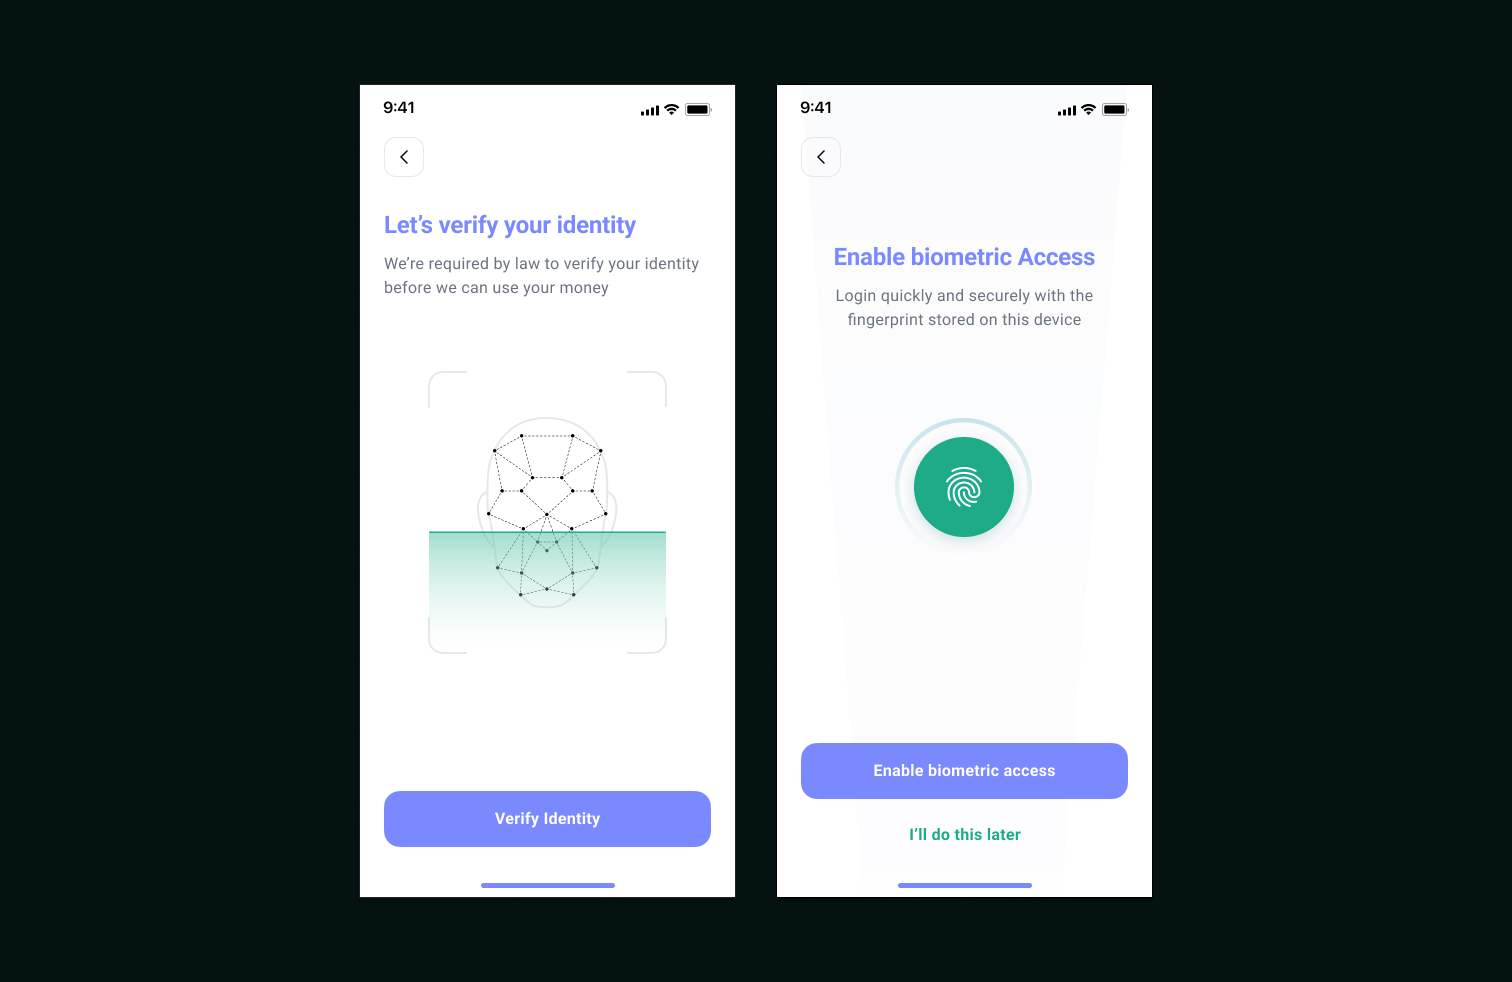 9:41
Let’s verify your identity
We’re required by law to verify your identity
before we can use your money
Verify Identity
9:41
Enable biometric Access
Login quickly and securely with the
fingerprint stored on this device
Enable biometric access
I’ll do this later